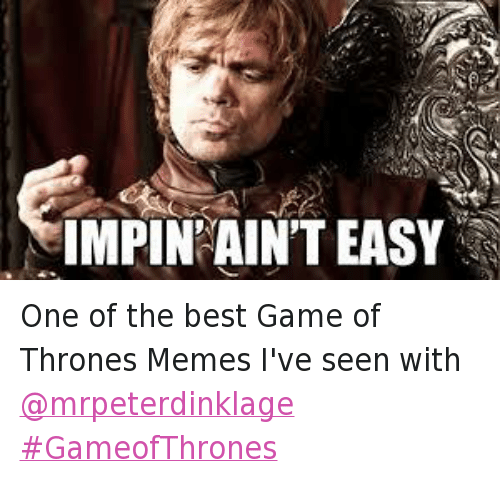 IMPIN' AIN'T EASY
One of the best Game of
Thrones Memes I've seen with
@mrpeterdinklage
#GameofThrones